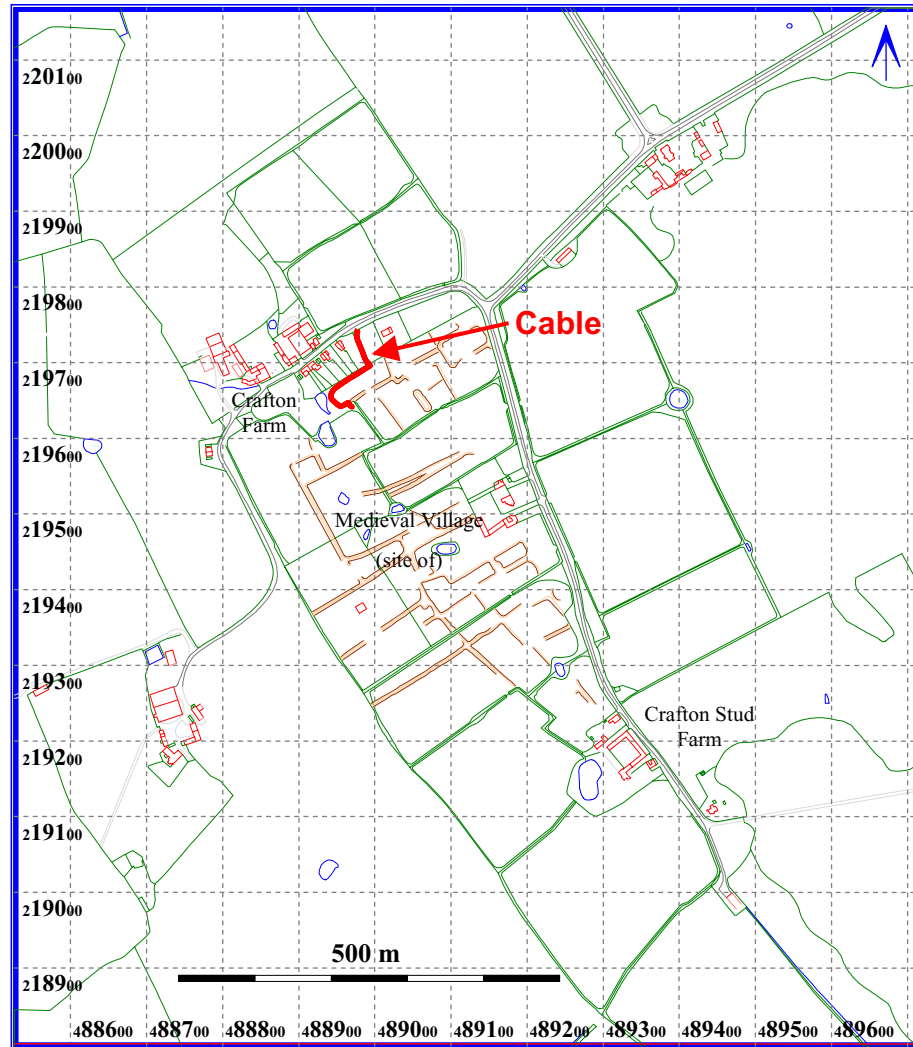 220100
220000
219900
219800
Cable
219700
Crafton
Farm
219600
219500
Medieval Village
(site of)
219400
219300
Crafton Stud
Farm
219200
219100
219000
500 m
218900
488600 488700 488800 488900 489000 489100 489200 489300 489400 489500 489600